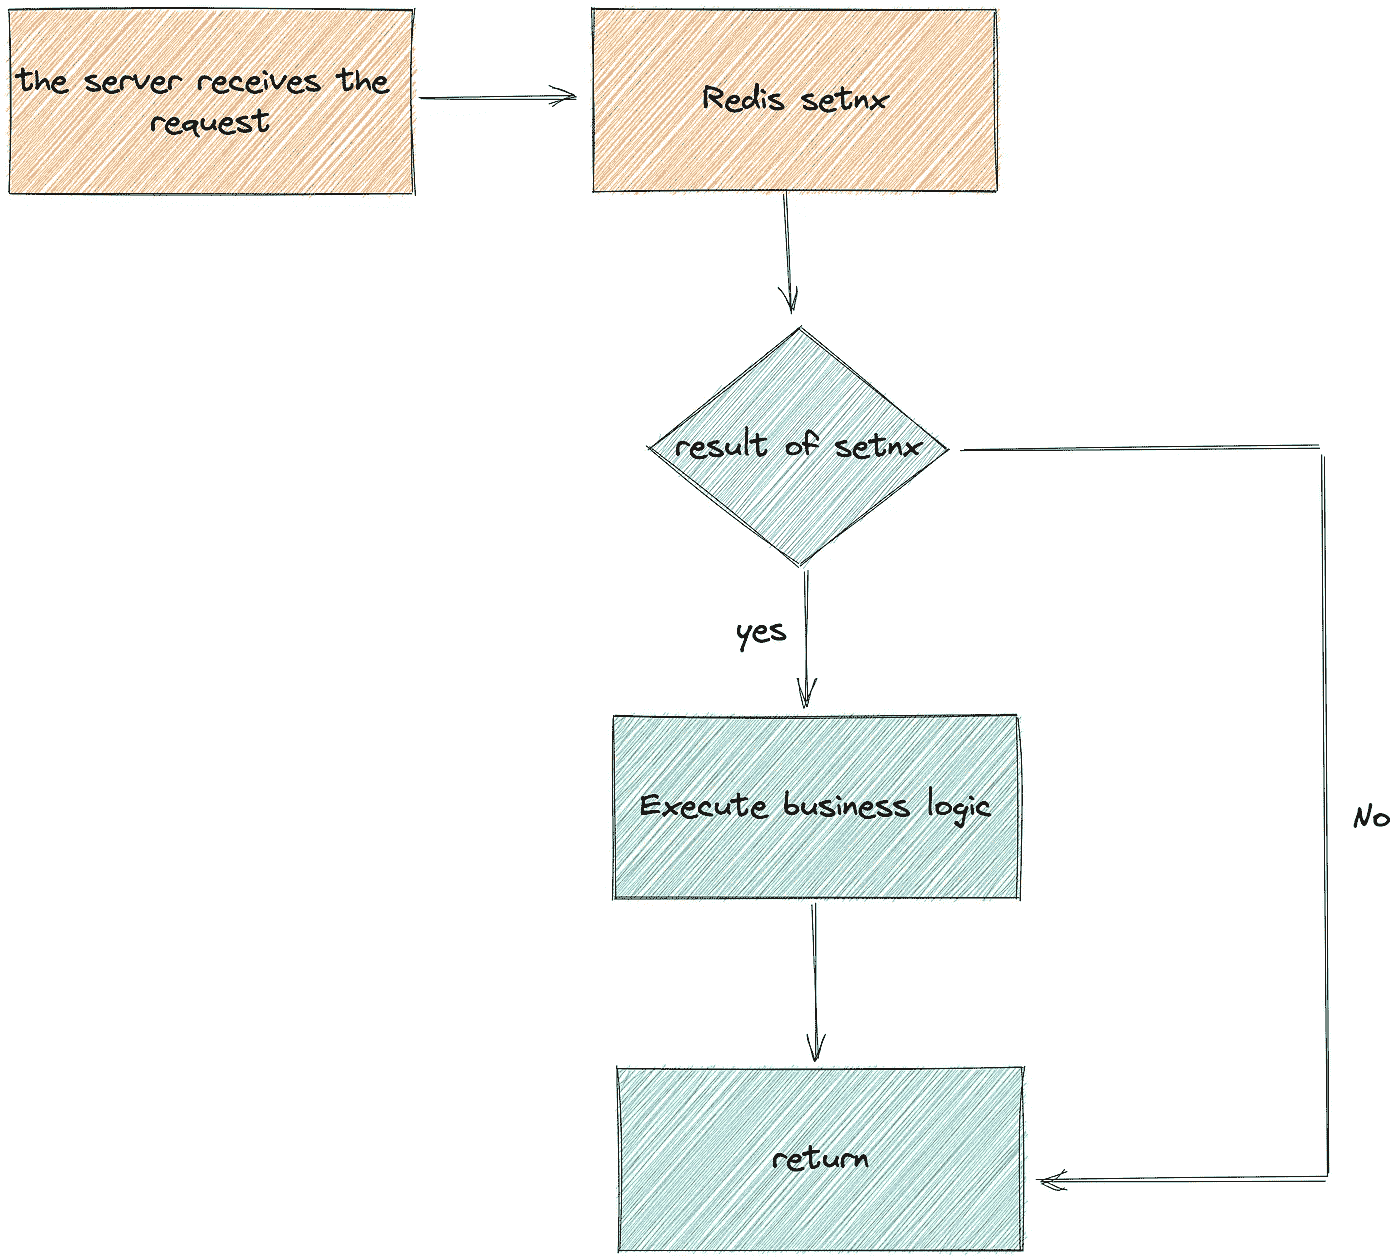 the server receives the
request
Redis setnx
result of setnx
yes
Execute business logic
No
return